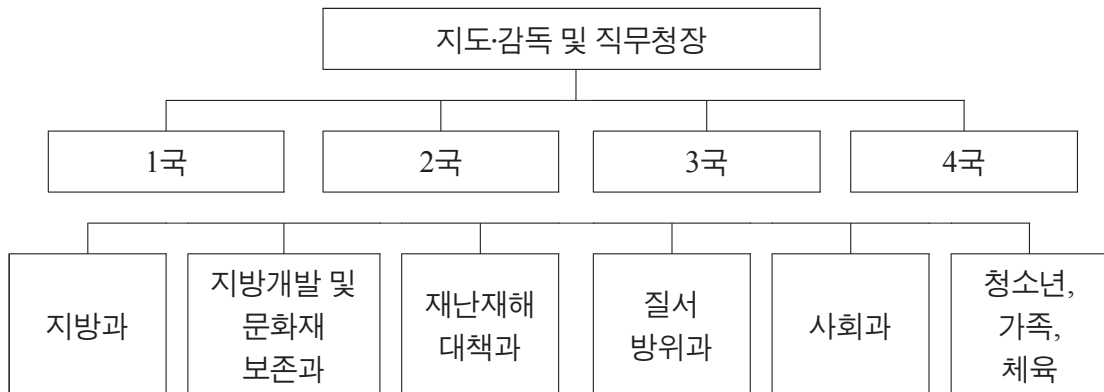 지도·감독 및 직무청장
1국
2국
3국
4국
지방과
지방개발 및
문화재
보존과
재난재해
대책과
질서
방위과
사회과
청소년,
가족,
체육